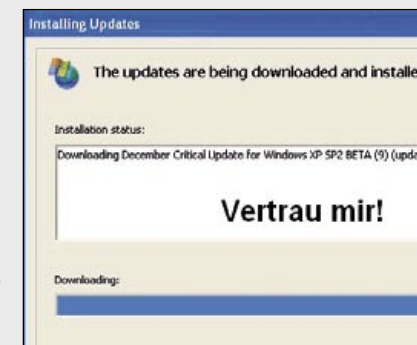 Installing Updates
The updates are being downloaded and installe
Installation status:
Downloading December Critical Update for Windows XP SP2 BETA (9) (upda
Vertrau mir!
Downloading: